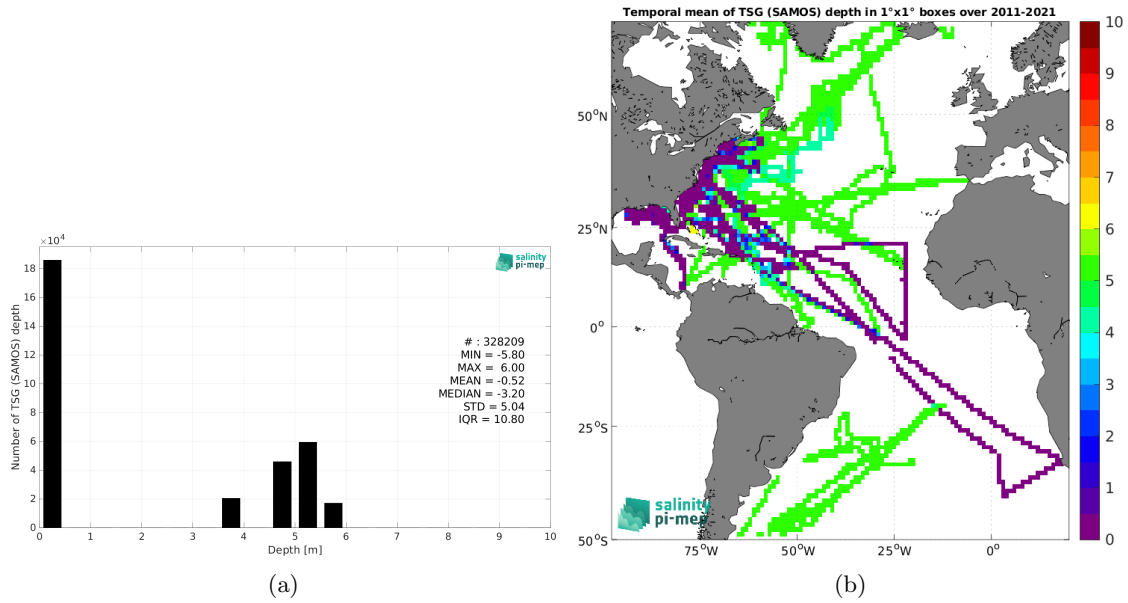 ×10⁴
18
16
14
12
10
8
6
4
2
0
Number of TSG (SAMOS) depth
0 1 2 3 4 5 6 7 8 9 10
Depth [m]
salinity
pi-mep
# : 328209
MIN = -5.80
MAX = 6.00
MEAN = -0.52
MEDIAN = -3.20
STD = 5.04
IQR = 10.80
(a)
Temporal mean of TSG (SAMOS) depth in 1°x1° boxes over 2011-2021
50°N
25°N
0°
25°S
50°S
75°W 50°W 25°W 0°
salinity
pi-mep
10
9
8
7
6
5
4
3
2
1
0
(b)